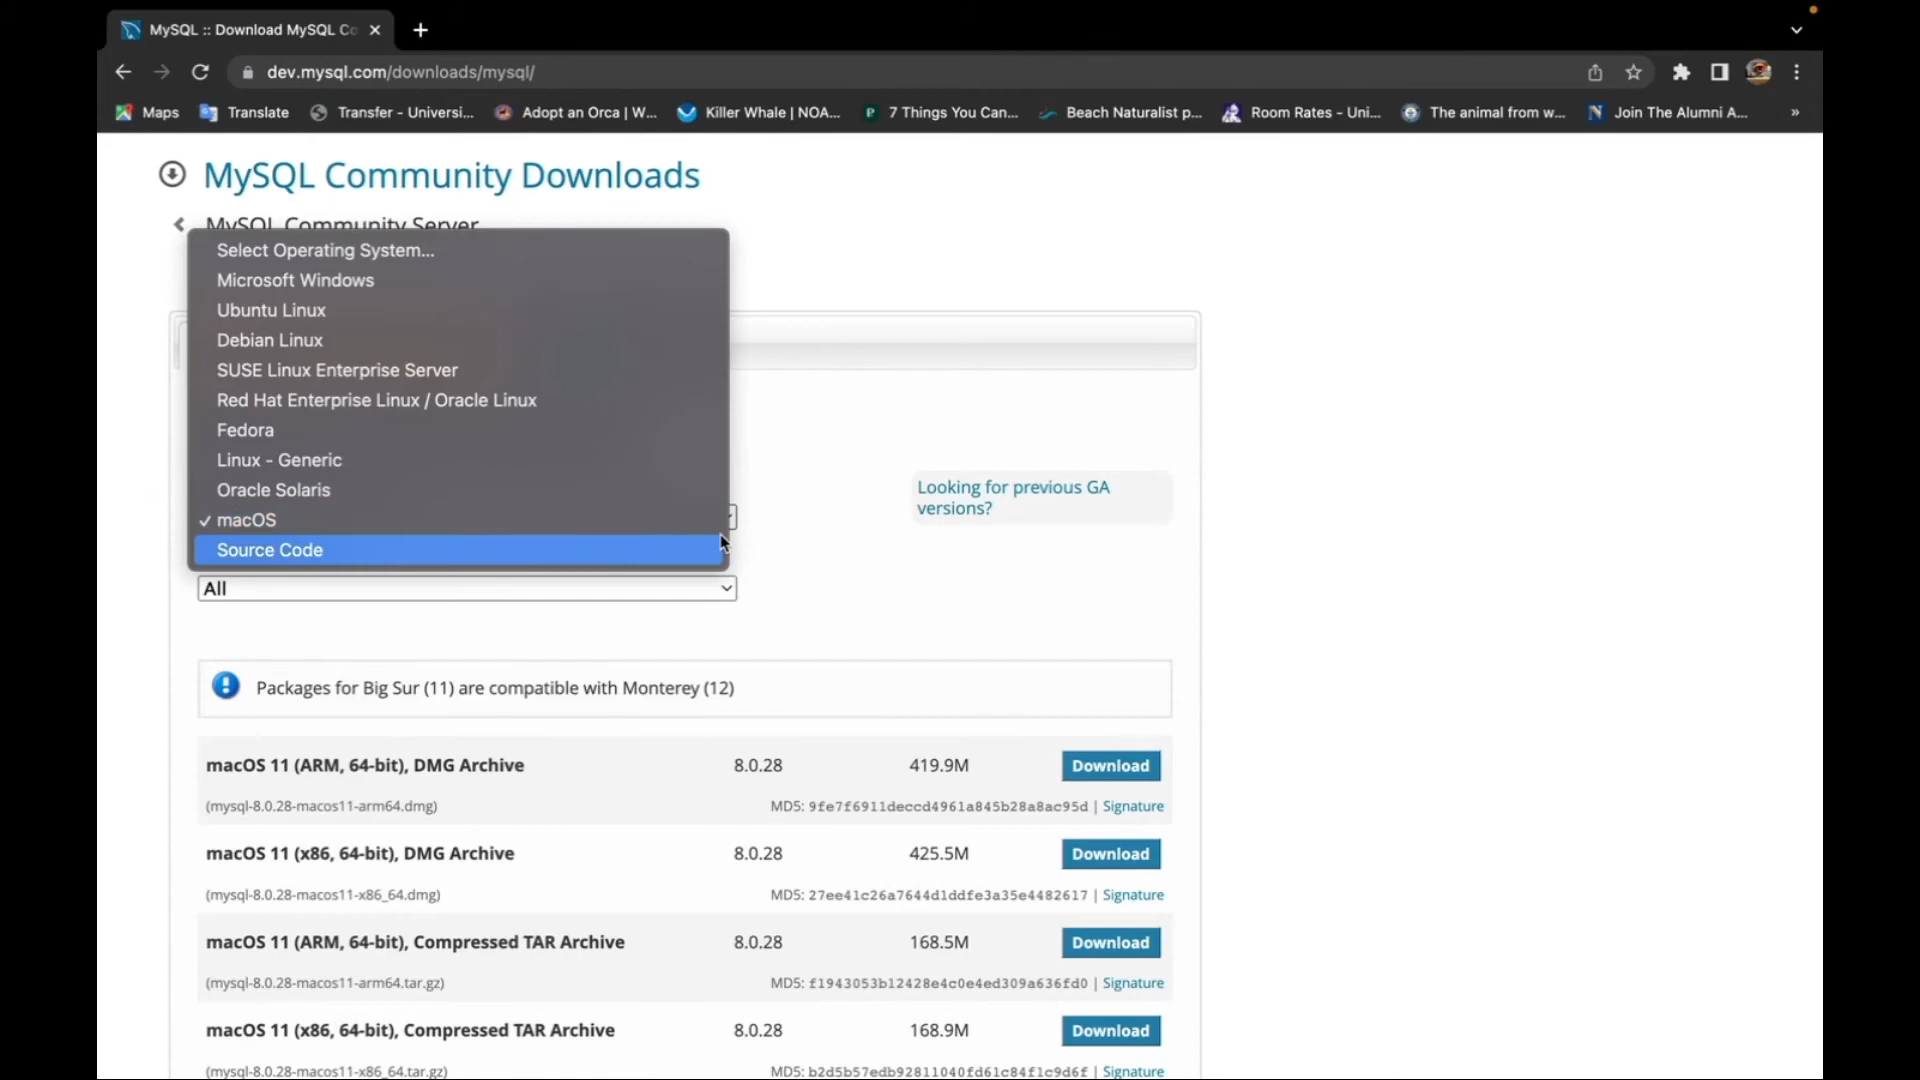 MySQL :: Download MySQL Co
dev.mysql.com/downloads/mysql/
Maps
Translate
Transfer - Universi...
Adopt an Orca | W...
Killer Whale | NOA...
7 Things You Can...
Beach Naturalist p...
Room Rates - Uni...
The animal from w...
Join The Alumni A...
»
MySQL Community Downloads
MySQL Community Server
Select Operating System...
Microsoft Windows
Ubuntu Linux
Debian Linux
SUSE Linux Enterprise Server
Red Hat Enterprise Linux / Oracle Linux
Fedora
Linux - Generic
Oracle Solaris
✓ macOS
Source Code
Looking for previous GA
versions?
All
Packages for Big Sur (11) are compatible with Monterey (12)
macOS 11 (ARM, 64-bit), DMG Archive 8.0.28 419.9M Download
(mysql-8.0.28-macos11-arm64.dmg) MD5: 9fe7f6911deccd4961a845b28a8ac95d | Signature
macOS 11 (x86, 64-bit), DMG Archive 8.0.28 425.5M Download
(mysql-8.0.28-macos11-x86_64.dmg) MD5: 27ee41c26a7644d1ddfe3a35e4482617 | Signature
macOS 11 (ARM, 64-bit), Compressed TAR Archive 8.0.28 168.5M Download
(mysql-8.0.28-macos11-arm64.tar.gz) MD5: f1943053b12428e4c0e4ed309a636fd0 | Signature
macOS 11 (x86, 64-bit), Compressed TAR Archive 8.0.28 168.9M Download
(mysql-8.0.28-macos11-x86_64.tar.gz) MD5: b2d5b57edb92811040fd61c84f1c9d6f | Signature